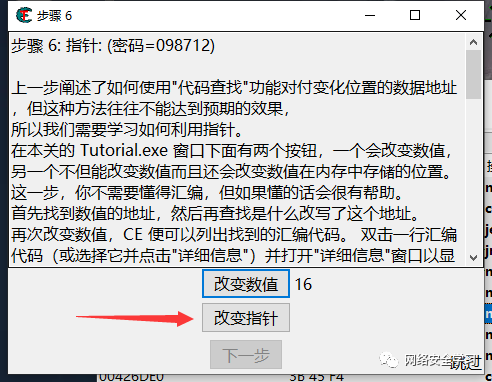 步骤 6
步骤 6: 指针: (密码=098712)
上一步阐述了如何使用"代码查找"功能对付变化位置的数据地址
，但这种方法往往不能达到预期的效果，
所以我们需要学习如何利用指针。
在本关的 Tutorial.exe 窗口下面有两个按钮，一个会改变数值，
另一个不但能改变数值而且还会改变数值在内存中存储的位置。
这一步，你不需要懂得汇编，但如果懂的话会很有帮助。
首先找到数值的地址，然后再查找是什么改写了这个地址。
再次改变数值，CE 便可以列出找到的汇编代码。 双击一行汇编
代码（或选择它并点击"详细信息"）并打开"详细信息"窗口以显
改变数值 16
改变指针
下一步
跳过
网络安全学习
00426DE0 3B 45 F4